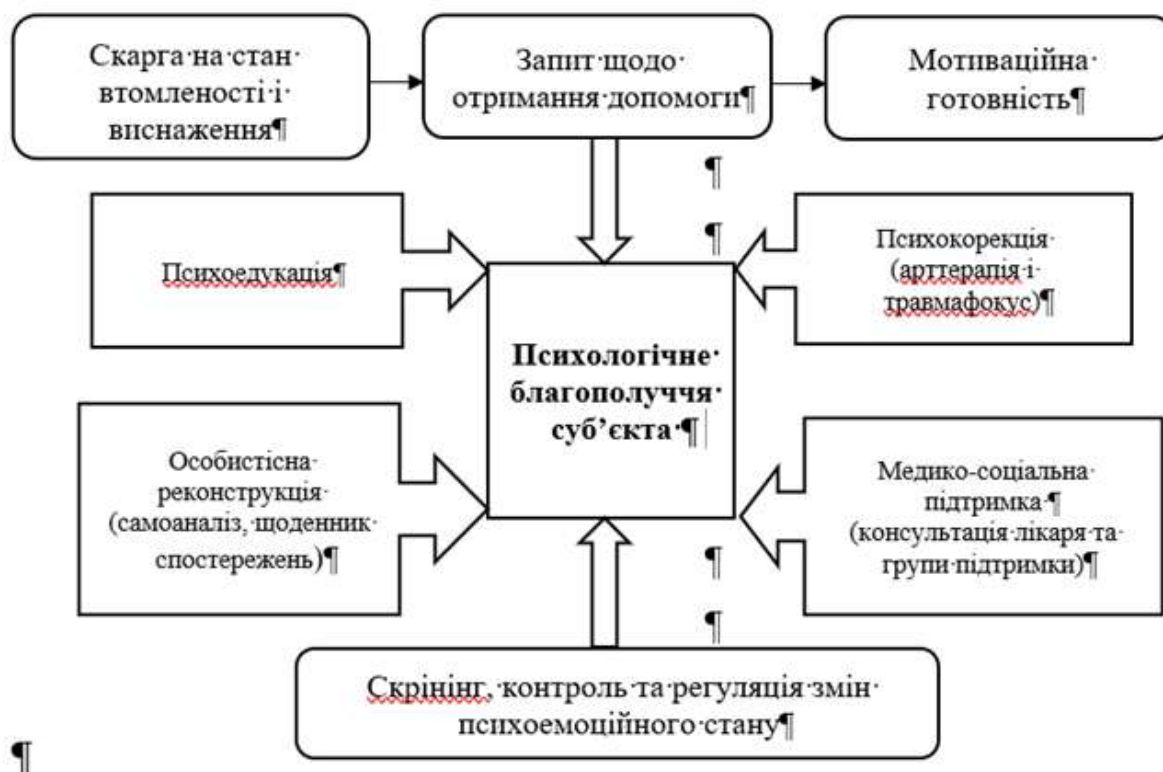 Скарга на стан
втомленості і
виснаження¶
Запит щодо
отримання допомоги¶
Мотиваційна
готовність¶
¶
¶
Психоедукація¶
Психокорекція
(арттерапія і
травмафокус)¶
Психологічне
благополуччя
суб’єкта ¶
Особистісна
реконструкція
(самоаналіз, щоденник
спостережень)¶
Медико-соціальна
підтримка ¶
(консультація лікаря та
групи підтримки)¶
¶
¶
Скрінінг, контроль та регуляція змін
психоемоційного стану¶
¶